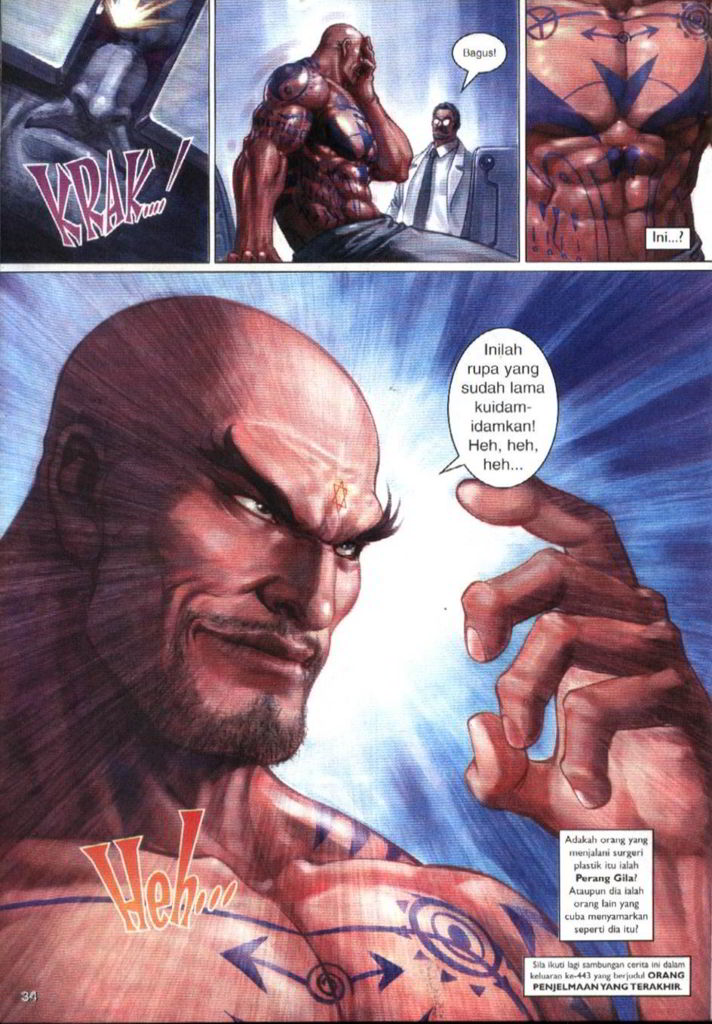 KRAK....!
Bagus!
Ini...?
Inilah
rupa yang
sudah lama
kuidam-
idamkan!
Heh, heh,
heh...
Heh....
Adakah orang yang
menjalani surgeri
plastik itu ialah
Perang Gila?
Ataupun dia ialah
orang lain yang
cuba menyamarkan
seperti dia itu?
Sila ikuti lagi sambungan cerita ini dalam
keluaran ke-443 yang berjudul ORANG
PENJELMAAN YANG TERAKHIR.
34